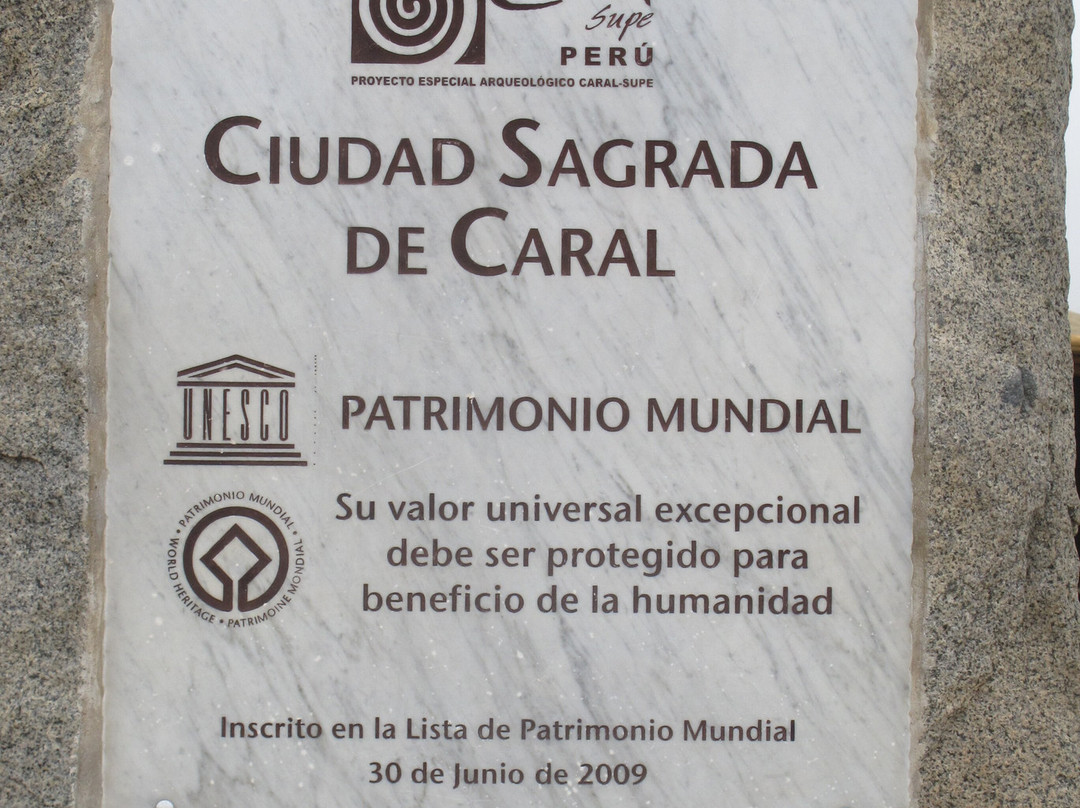 Supe
PERÚ
PROYECTO ESPECIAL ARQUEOLÓGICO CARAL-SUPE
CIUDAD SAGRADA
DE CARAL
UNESCO
PATRIMONIO MUNDIAL
PATRIMONIO MUNDIAL • WORLD HERITAGE • PATRIMOINE MONDIAL •
Su valor universal excepcional
debe ser protegido para
beneficio de la humanidad
Inscrito en la Lista de Patrimonio Mundial
30 de Junio de 2009